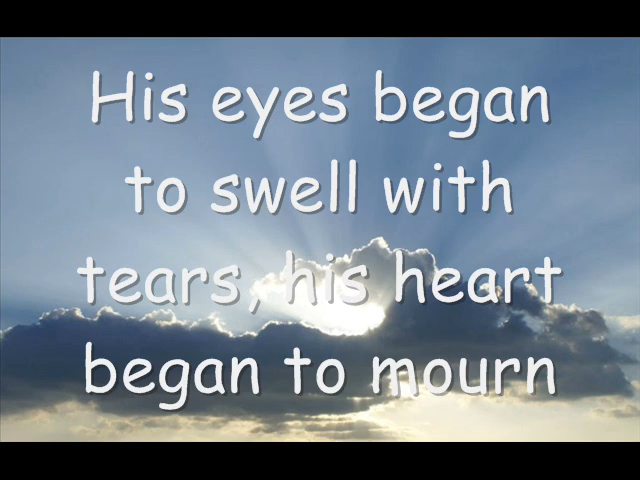 His eyes began
to swell with
tears, his heart
began to mourn